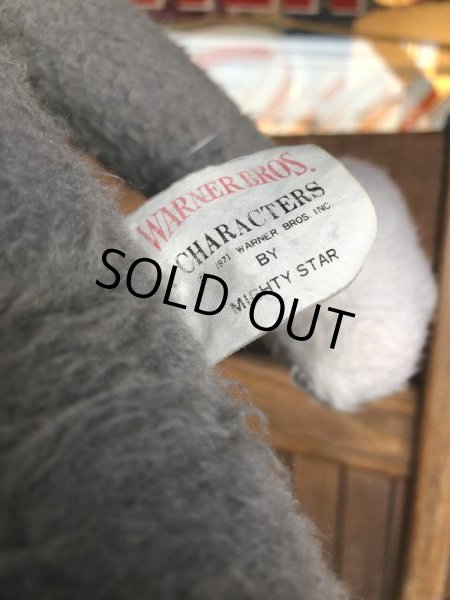 WARNER BROS.
CHARACTERS
1971 WARNER BROS. INC.
BY
MIGHTY STAR
SOLD OUT